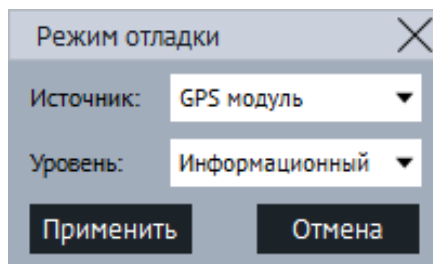 Режим отладки
Источник: GPS модуль
Уровень: Информационный
Применить Отмена